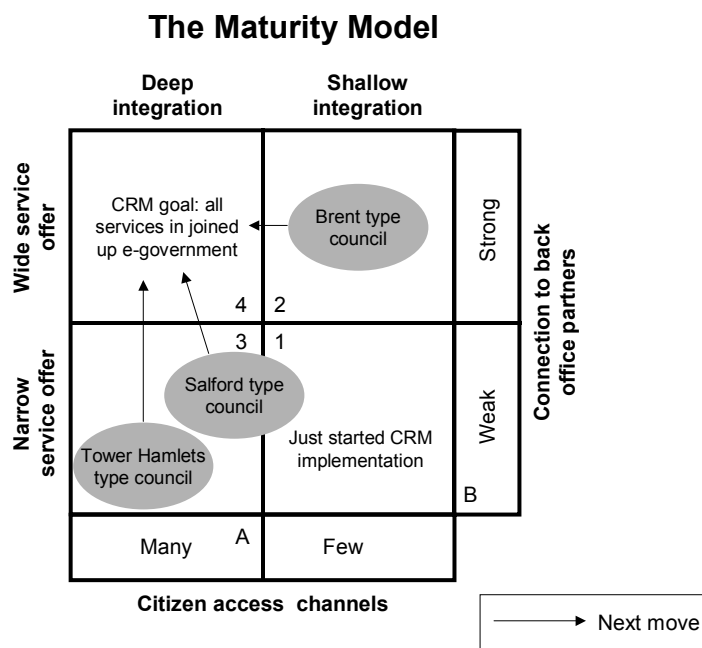 The Maturity Model
Deep
integration
Shallow
integration
Wide service
offer
CRM goal: all
services in joined
up e-government
Brent type
council
Strong
4
2
Connection to back
office partners
Narrow
service offer
3
1
Salford type
council
Tower Hamlets
type council
Just started CRM
implementation
Weak
B
Many
A
Few
Citizen access channels
Next move